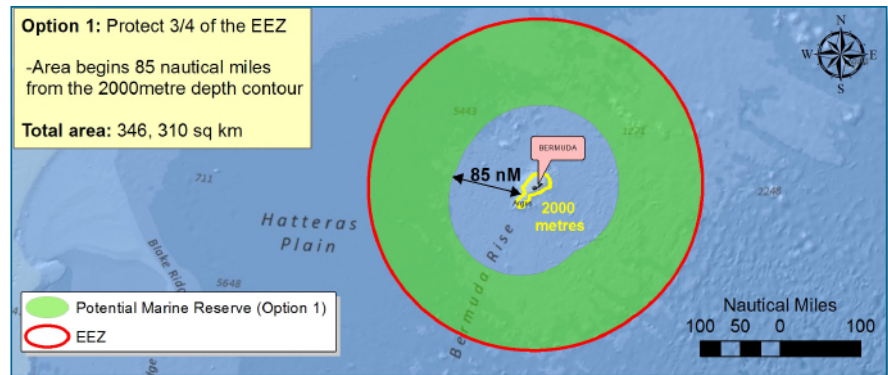 Option 1: Protect 3/4 of the EEZ
-Area begins 85 nautical miles
from the 2000metre depth contour
Total area: 346, 310 sq km
N
W
E
S
5443
1271
BERMUDA
711
85 nM
2248
Argus
2000
metres
Hatteras
Plain
Bermuda Rise
Blake Ridge
5648
Potential Marine Reserve (Option 1)
EEZ
Nautical Miles
100 50 0 100